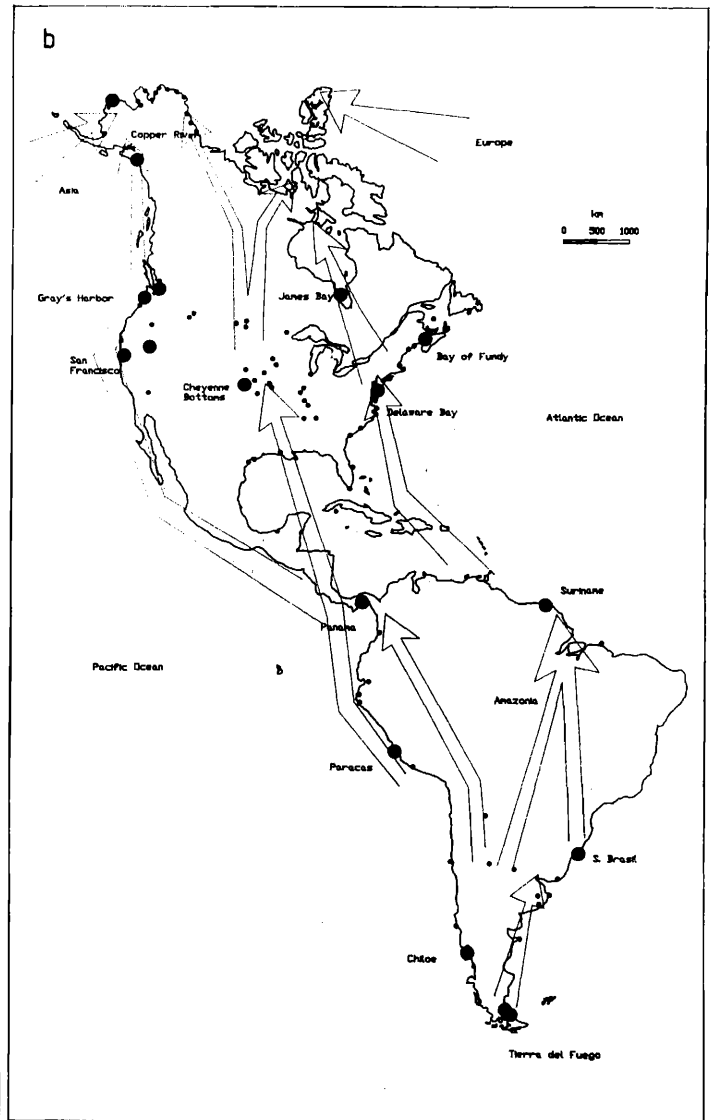 b
Copper River
Europe
Asia
km
0 500 1000
Gray's Harbor
James Bay
San
Francisco
Bay of Fundy
Cheyenne
Bottoms
Delaware Bay
Atlantic Ocean
Suriname
Panama
Pacific Ocean
Amazonia
Paracas
S. Brasil
Chiloe
Tierra del Fuego